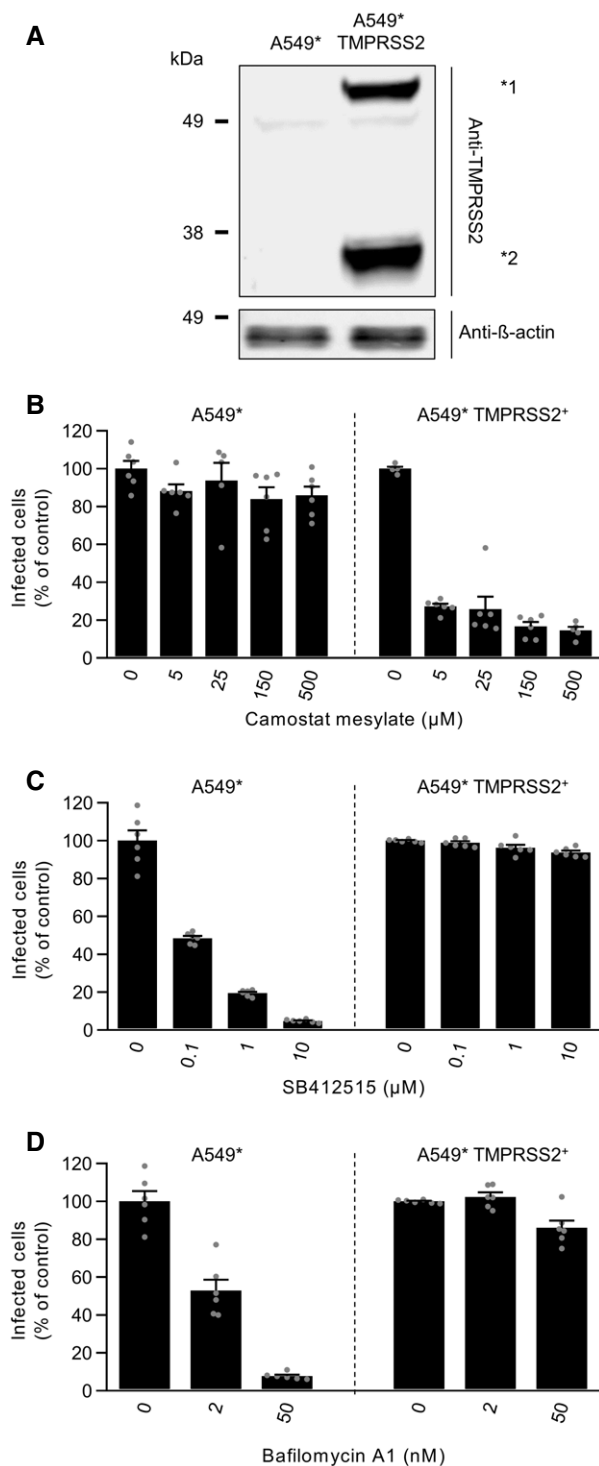 A
A549*
A549*
TMPRSS2
kDa
49
38
49
*1
*2
Anti-TMPRSS2
Anti-ß-actin
B
A549*
A549* TMPRSS2⁺
Infected cells
(% of control)
120
100
80
60
40
20
0
0 5 25 150 500 0 5 25 150 500
Camostat mesylate (µM)
C
A549*
A549* TMPRSS2⁺
Infected cells
(% of control)
120
100
80
60
40
20
0
0 0.1 1 10 0 0.1 1 10
SB412515 (µM)
D
A549*
A549* TMPRSS2⁺
Infected cells
(% of control)
120
100
80
60
40
20
0
0 2 50 0 2 50
Bafilomycin A1 (nM)